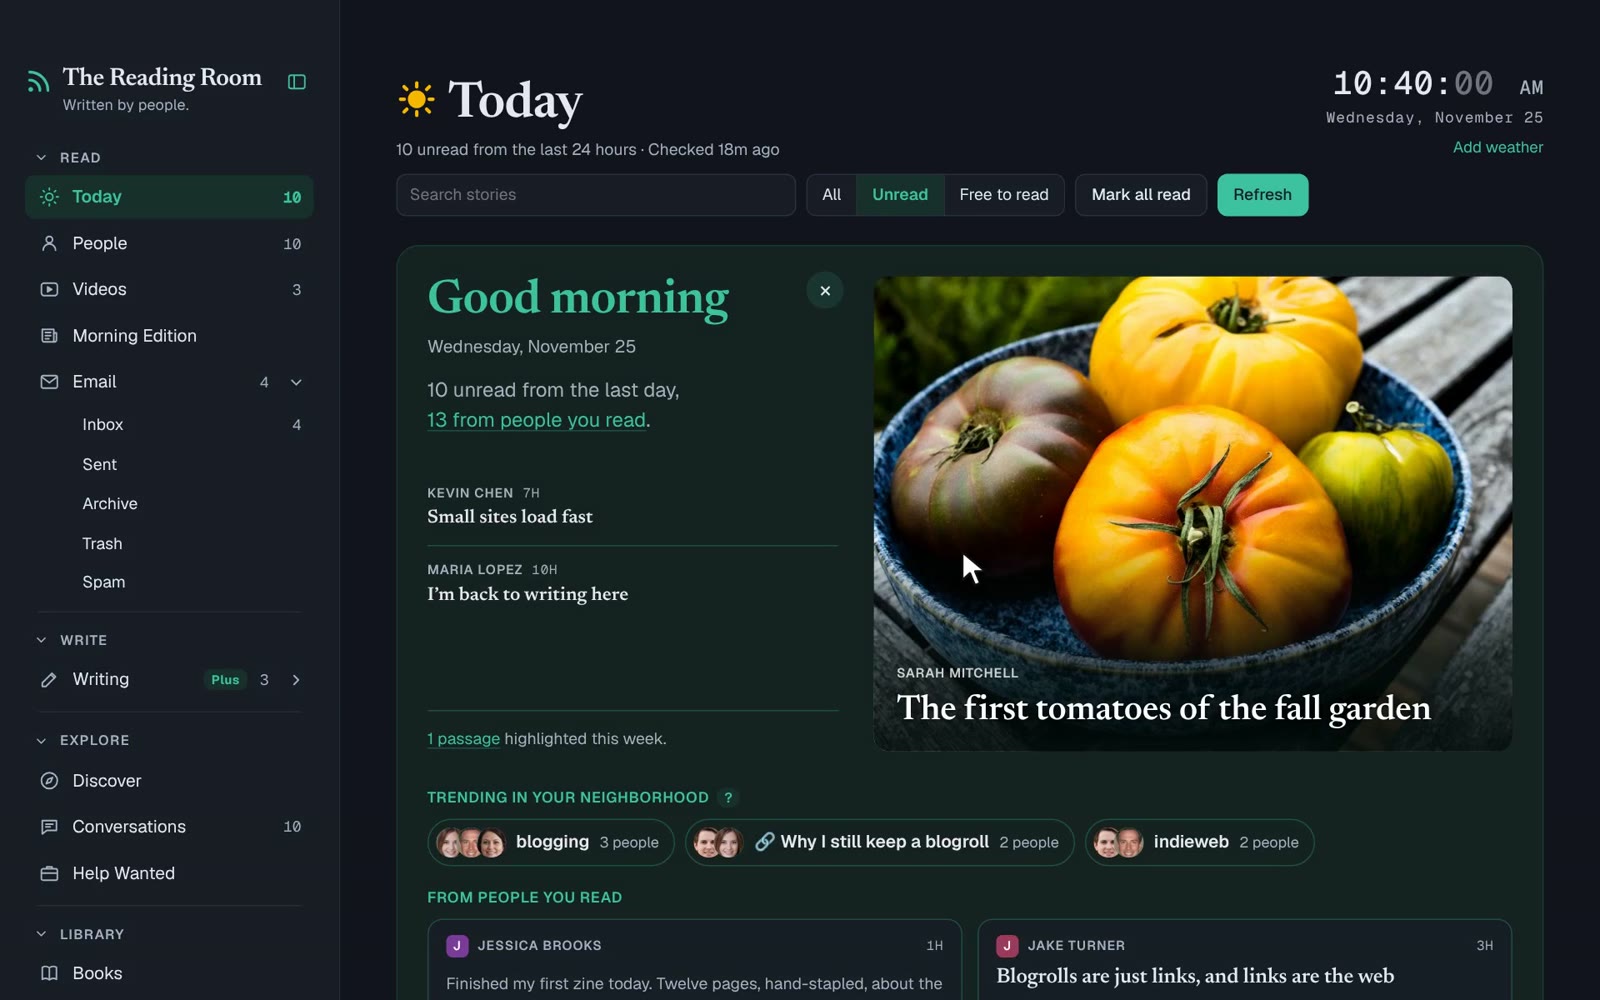 The Reading Room
Written by people.
READ
Today 10
People 10
Videos 3
Morning Edition
Email 4
Inbox 4
Sent
Archive
Trash
Spam
WRITE
Writing Plus 3
EXPLORE
Discover
Conversations 10
Help Wanted
LIBRARY
Books
Today
10 unread from the last 24 hours · Checked 18m ago
10:40:00 AM
Wednesday, November 25
Add weather
Search stories
All Unread Free to read Mark all read Refresh
Good morning
Wednesday, November 25
10 unread from the last day,
13 from people you read.
KEVIN CHEN 7H
Small sites load fast
MARIA LOPEZ 10H
I’m back to writing here
1 passage highlighted this week.
SARAH MITCHELL
The first tomatoes of the fall garden
TRENDING IN YOUR NEIGHBORHOOD ?
blogging 3 people
🔗 Why I still keep a blogroll 2 people
indieweb 2 people
FROM PEOPLE YOU READ
J JESSICA BROOKS 1H
Finished my first zine today. Twelve pages, hand-stapled, about the
J JAKE TURNER 3H
Blogrolls are just links, and links are the web